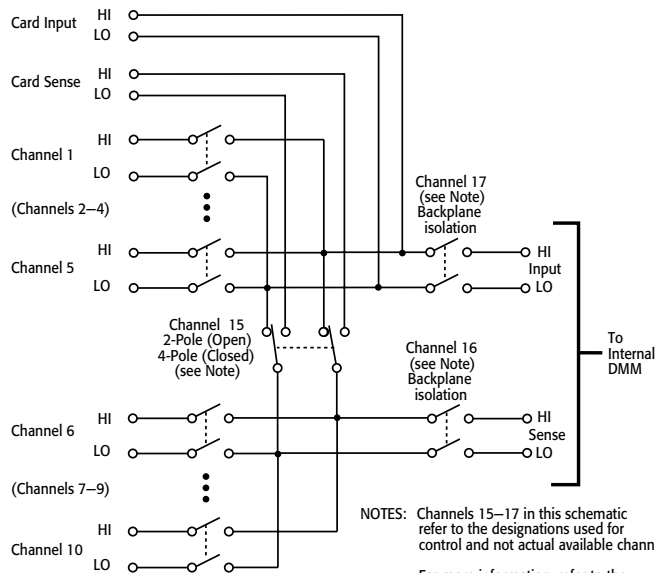 Card Input
HI
LO
Card Sense
HI
LO
Channel 1
HI
LO
(Channels 2–4)
Channel 5
HI
LO
Channel 17
(see Note)
Backplane
isolation
HI
Input
LO
Channel 15
2-Pole (Open)
4-Pole (Closed)
(see Note)
Channel 16
(see Note)
Backplane
isolation
To
Internal
DMM
Channel 6
HI
LO
HI
Sense
LO
(Channels 7–9)
Channel 10
HI
LO
NOTES: Channels 15–17 in this schematic
refer to the designations used for
control and not actual available chann